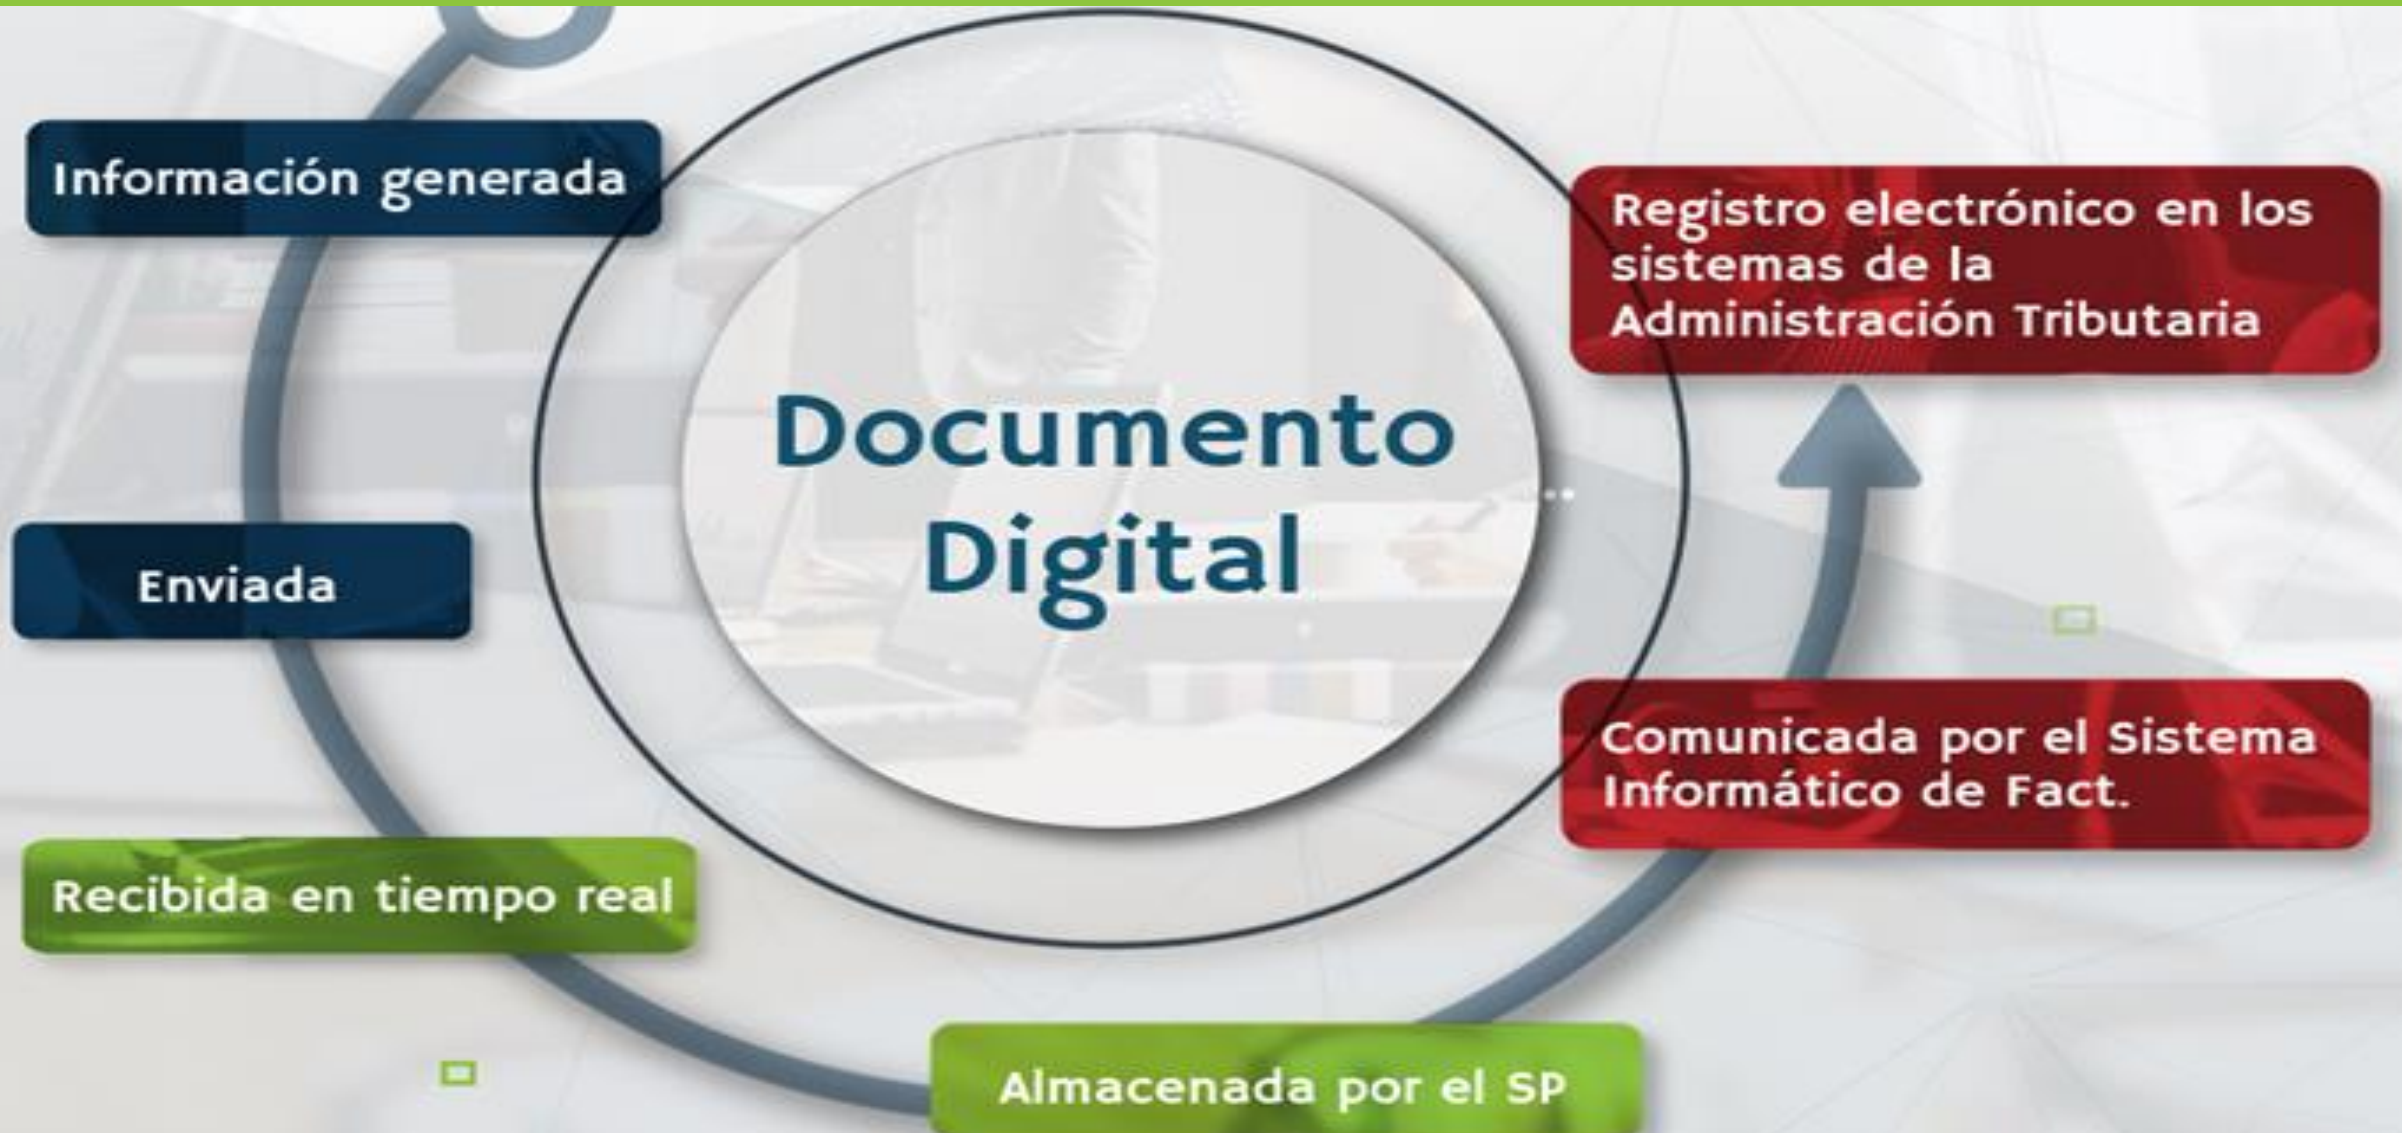 Información generada
Enviada
Recibida en tiempo real
Almacenada por el SP
Comunicada por el Sistema
Informático de Fact.
Registro electrónico en los
sistemas de la
Administración Tributaria
Documento
Digital